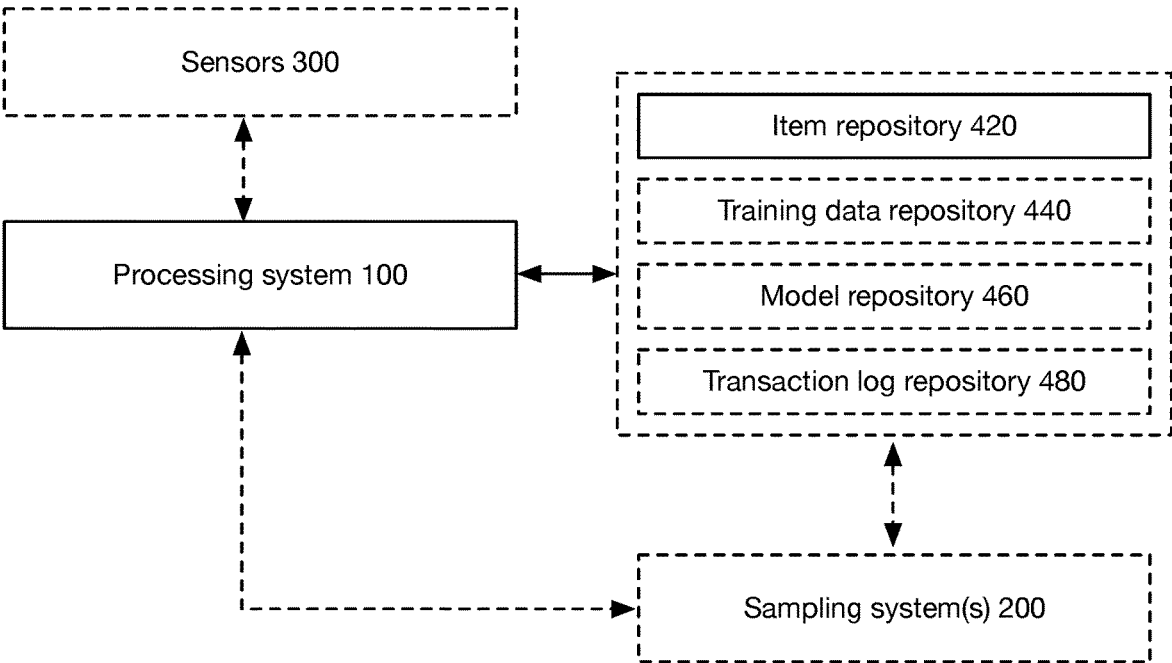 Sensors 300
Item repository 420
Training data repository 440
Processing system 100
Model repository 460
Transaction log repository 480
Sampling system(s) 200